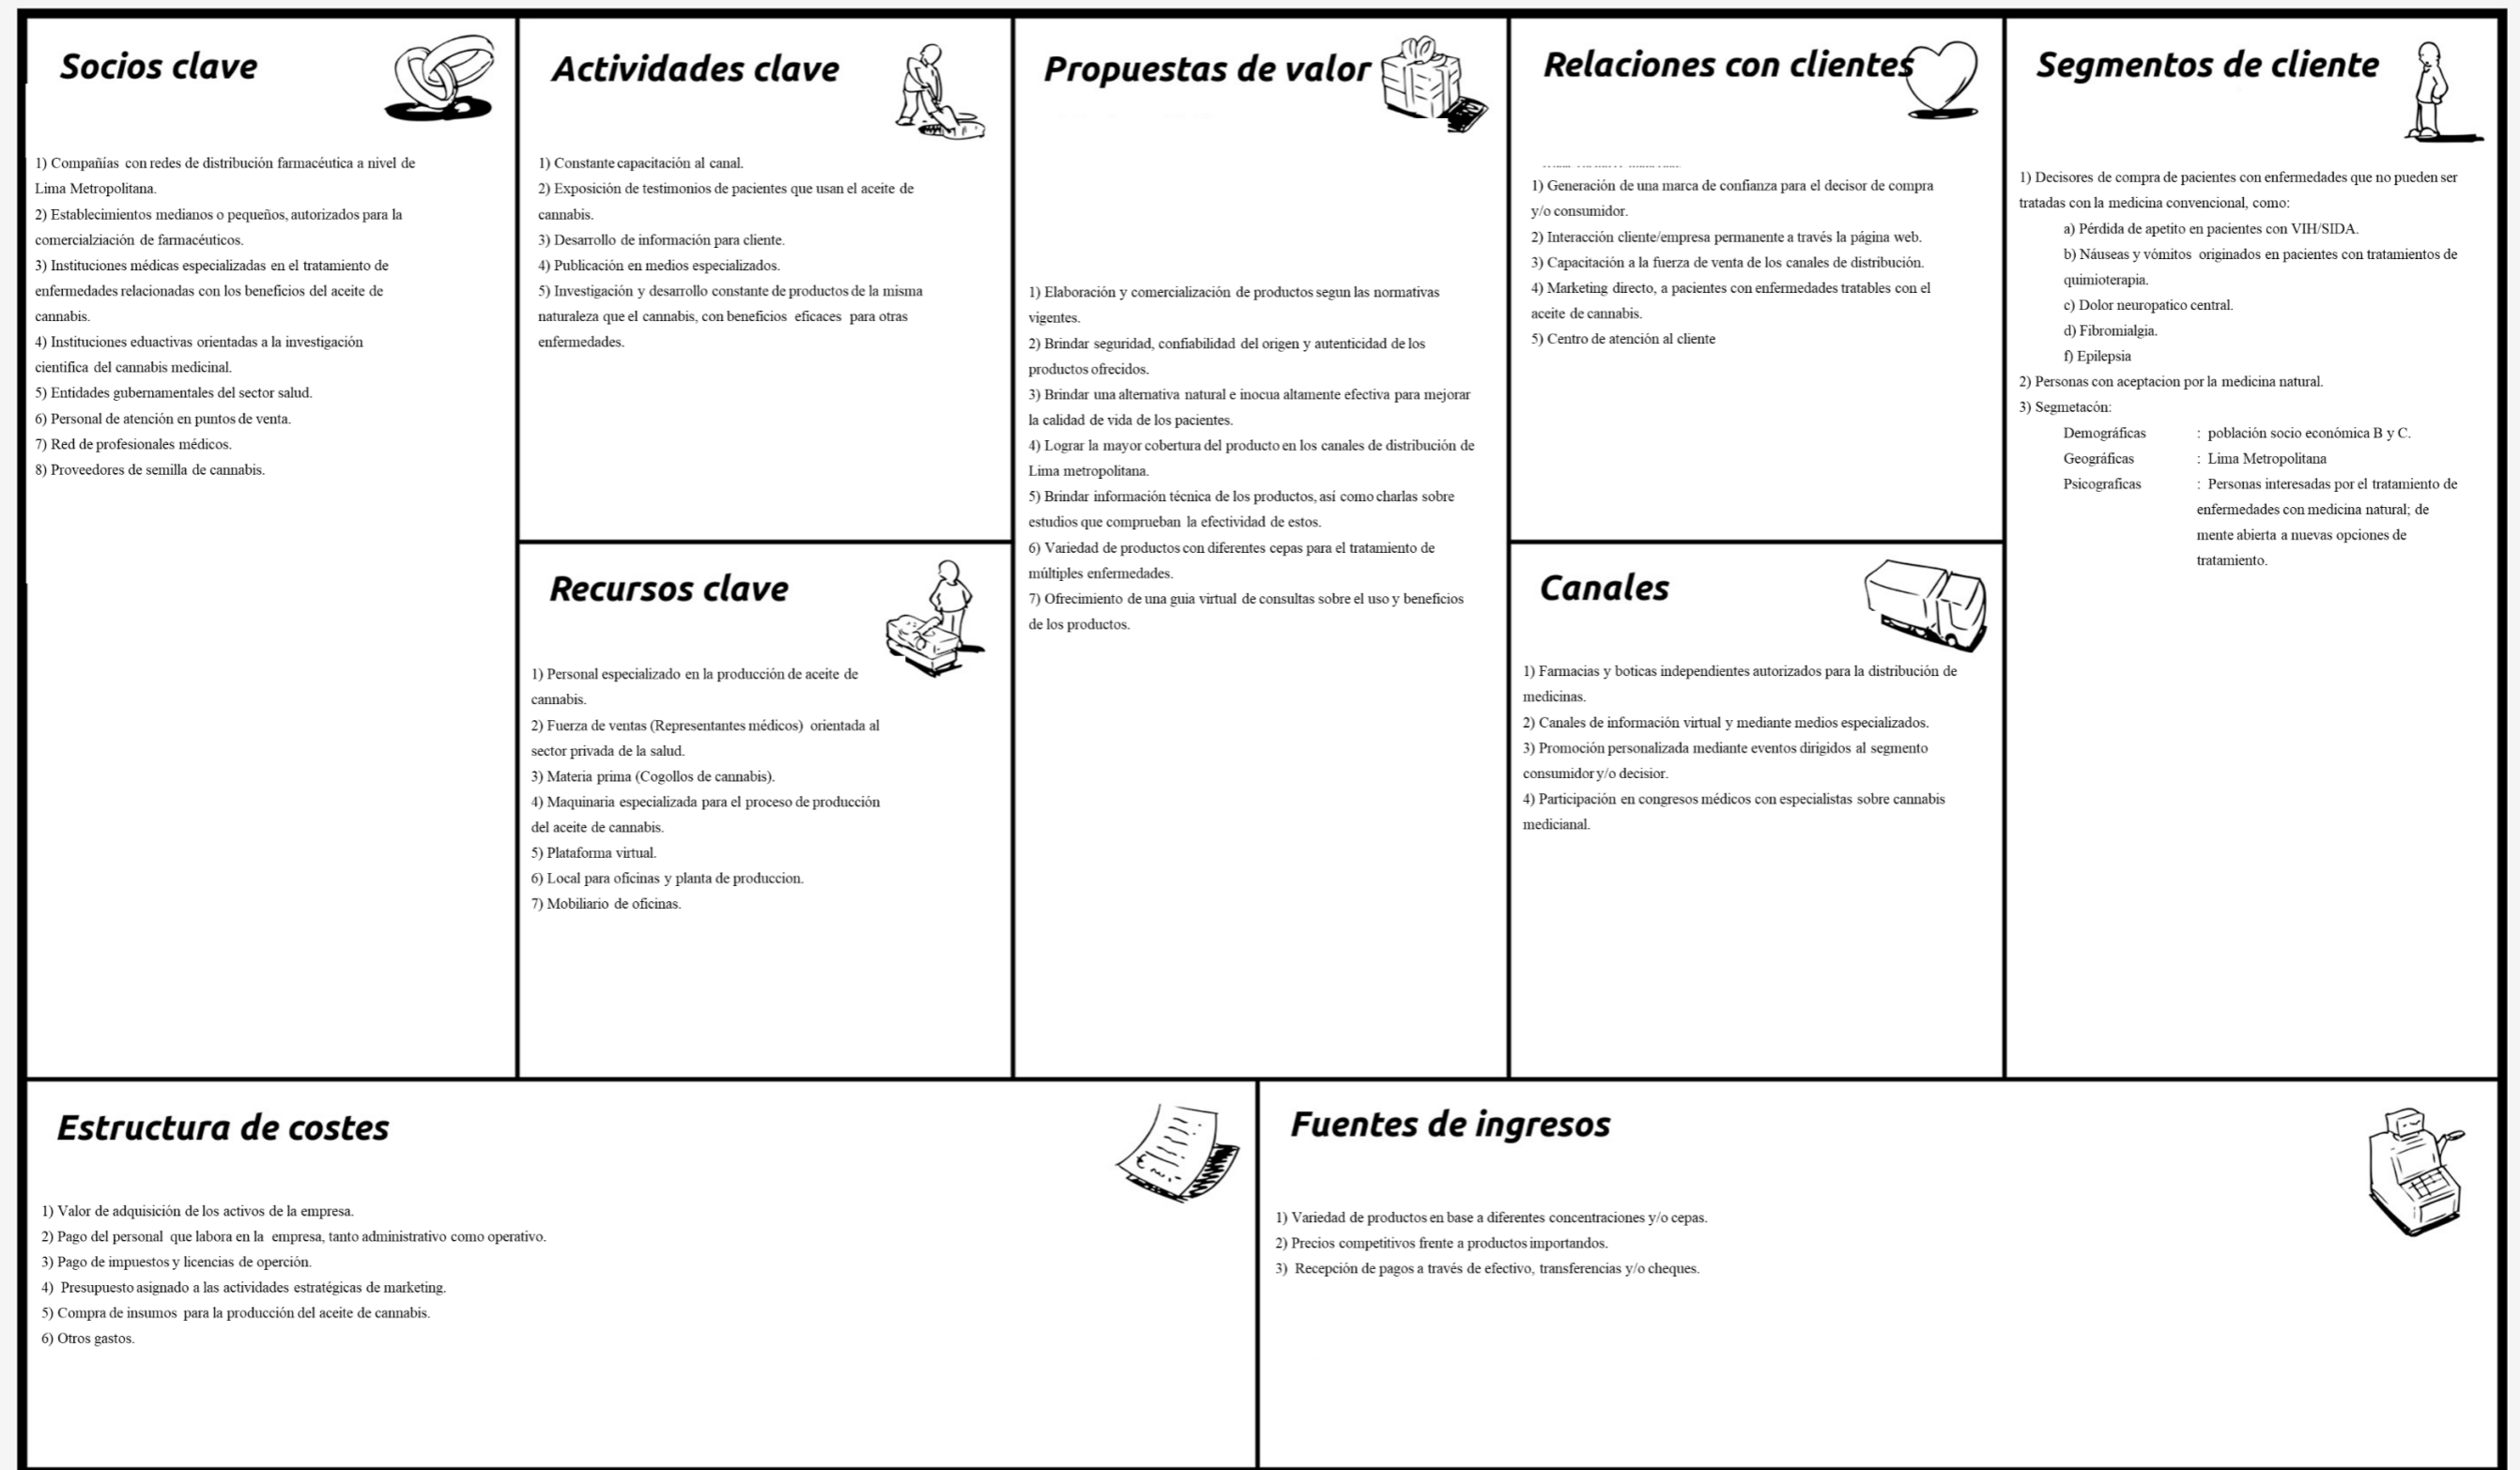 Socios clave
1) Compañías con redes de distribución farmacéutica a nivel de
Lima Metropolitana.
2) Establecimientos medianos o pequeños, autorizados para la
comercialziación de farmacéuticos.
3) Instituciones médicas especializadas en el tratamiento de
enfermedades relacionadas con los beneficios del aceite de
cannabis.
4) Instituciones eduactivas orientadas a la investigación
cientifica del cannabis medicinal.
5) Entidades gubernamentales del sector salud.
6) Personal de atención en puntos de venta.
7) Red de profesionales médicos.
8) Proveedores de semilla de cannabis.
Actividades clave
1) Constante capacitación al canal.
2) Exposición de testimonios de pacientes que usan el aceite de
cannabis.
3) Desarrollo de información para cliente.
4) Publicación en medios especializados.
5) Investigación y desarrollo constante de productos de la misma
naturaleza que el cannabis, con beneficios eficaces para otras
enfermedades.
Recursos clave
1) Personal especializado en la producción de aceite de
cannabis.
2) Fuerza de ventas (Representantes médicos) orientada al
sector privada de la salud.
3) Materia prima (Cogollos de cannabis).
4) Maquinaria especializada para el proceso de producción
del aceite de cannabis.
5) Plataforma virtual.
6) Local para oficinas y planta de produccion.
7) Mobiliario de oficinas.
Propuestas de valor
1) Elaboración y comercialización de productos segun las normativas
vigentes.
2) Brindar seguridad, confiabilidad del origen y autenticidad de los
productos ofrecidos.
3) Brindar una alternativa natural e inocua altamente efectiva para mejorar
la calidad de vida de los pacientes.
4) Lograr la mayor cobertura del producto en los canales de distribución de
Lima metropolitana.
5) Brindar información técnica de los productos, así como charlas sobre
estudios que comprueban la efectividad de estos.
6) Variedad de productos con diferentes cepas para el tratamiento de
múltiples enfermedades.
7) Ofrecimiento de una guia virtual de consultas sobre el uso y beneficios
de los productos.
Relaciones con clientes
1) Generación de una marca de confianza para el decisor de compra
y/o consumidor.
2) Interacción cliente/empresa permanente a través la página web.
3) Capacitación a la fuerza de venta de los canales de distribución.
4) Marketing directo, a pacientes con enfermedades tratables con el
aceite de cannabis.
5) Centro de atención al cliente
Canales
1) Farmacias y boticas independientes autorizados para la distribución de
medicinas.
2) Canales de información virtual y mediante medios especializados.
3) Promoción personalizada mediante eventos dirigidos al segmento
consumidor y/o decisior.
4) Participación en congresos médicos con especialistas sobre cannabis
medicianal.
Segmentos de cliente
1) Decisores de compra de pacientes con enfermedades que no pueden ser
tratadas con la medicina convencional, como:
a) Pérdida de apetito en pacientes con VIH/SIDA.
b) Náuseas y vómitos originados en pacientes con tratamientos de
quimioterapia.
c) Dolor neuropatico central.
d) Fibromialgia.
f) Epilepsia
2) Personas con aceptacion por la medicina natural.
3) Segmetacón:
Demográficas : población socio económica B y C.
Geográficas : Lima Metropolitana
Psicograficas : Personas interesadas por el tratamiento de
enfermedades con medicina natural; de
mente abierta a nuevas opciones de
tratamiento.
Estructura de costes
1) Valor de adquisición de los activos de la empresa.
2) Pago del personal que labora en la empresa, tanto administrativo como operativo.
3) Pago de impuestos y licencias de operción.
4) Presupuesto asignado a las actividades estratégicas de marketing.
5) Compra de insumos para la producción del aceite de cannabis.
6) Otros gastos.
Fuentes de ingresos
1) Variedad de productos en base a diferentes concentraciones y/o cepas.
2) Precios competitivos frente a productos importandos.
3) Recepción de pagos a través de efectivo, transferencias y/o cheques.